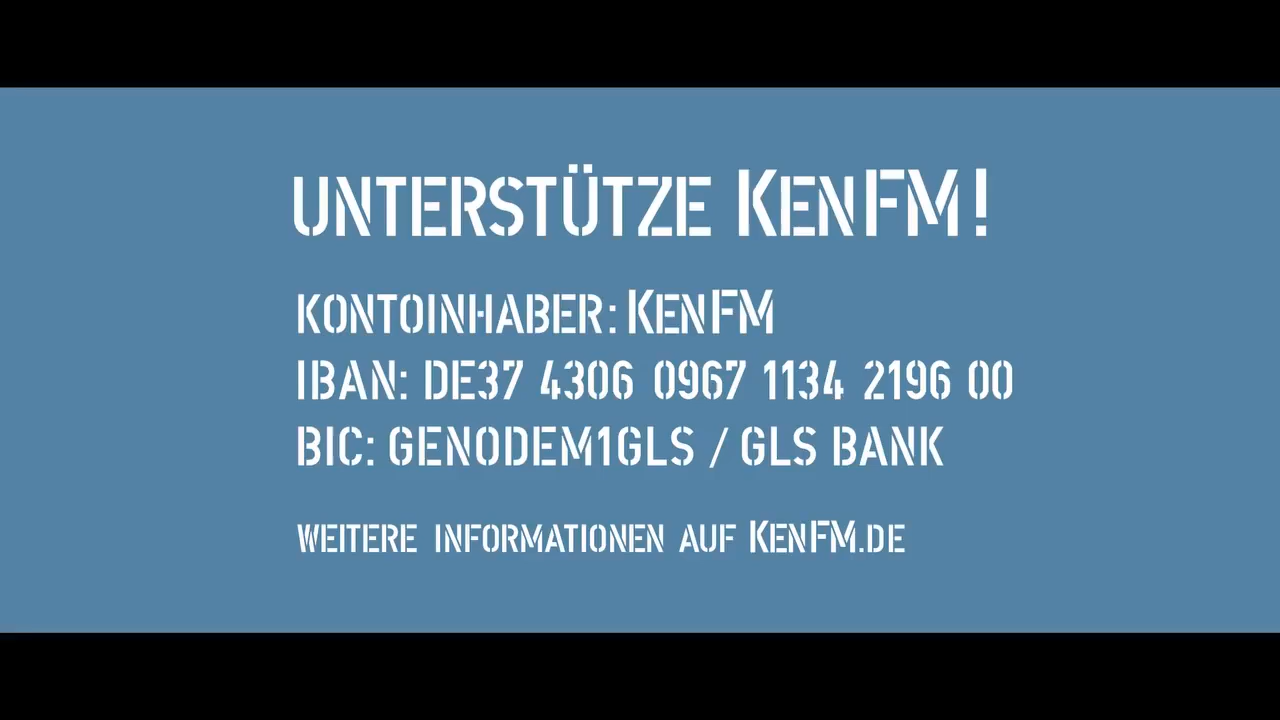 UNTERSTÜTZE KENFM!
KONTOINHABER: KENFM
IBAN: DE37 4306 0967 1134 2196 00
BIC: GENODEM1GLS / GLS BANK
WEITERE INFORMATIONEN AUF KENFM.DE